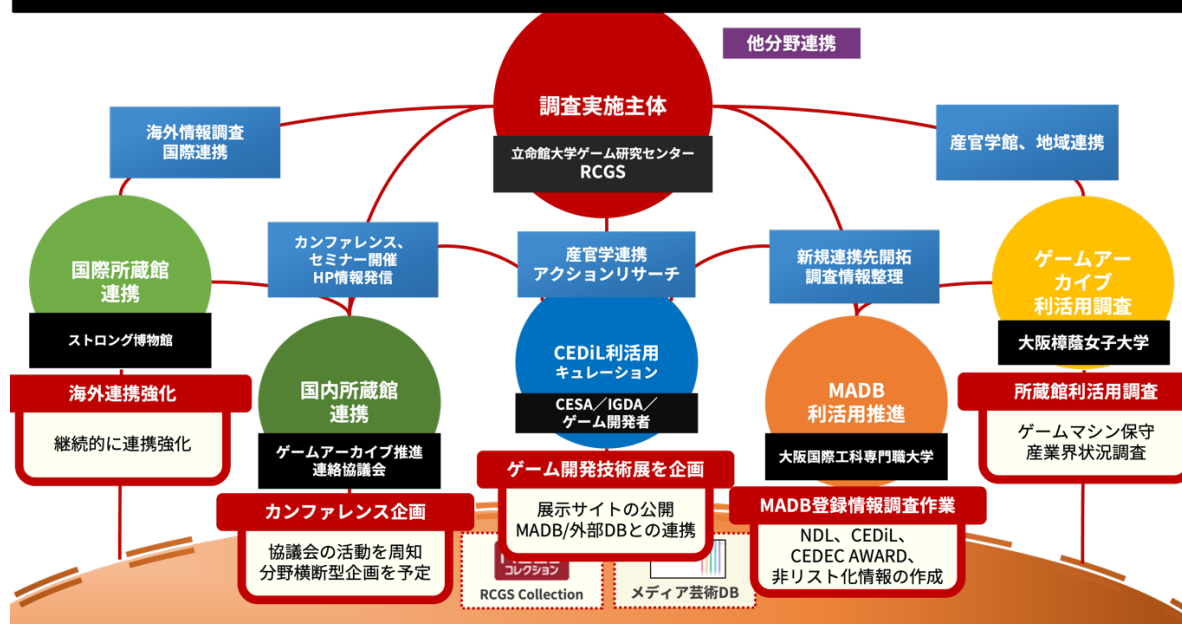 他分野連携
調査実施主体
立命館大学ゲーム研究センター
RCGS
海外情報調査
国際連携
産官学館、地域連携
カンファレンス、
セミナー開催
HP情報発信
産官学連携
アクションリサーチ
新規連携先開拓
調査情報整理
国際所蔵館
連携
ストロング博物館
海外連携強化
継続的に連携強化
国内所蔵館
連携
ゲームアーカイブ推進
連絡協議会
カンファレンス企画
協議会の活動を周知
分野横断型企画を予定
CEDiL利活用
キュレーション
CESA／IGDA／
ゲーム開発者
ゲーム開発技術展を企画
展示サイトの公開
MADB/外部DBとの連携
MADB
利活用推進
大阪国際工科専門職大学
MADB登録情報調査作業
NDL、CEDiL、
CEDEC AWARD、
非リスト化情報の作成
ゲームアー
カイブ
利活用調査
大阪樟蔭女子大学
所蔵館利活用調査
ゲームマシン保守
産業界状況調査
コレクション
RCGS Collection
メディア芸術DB